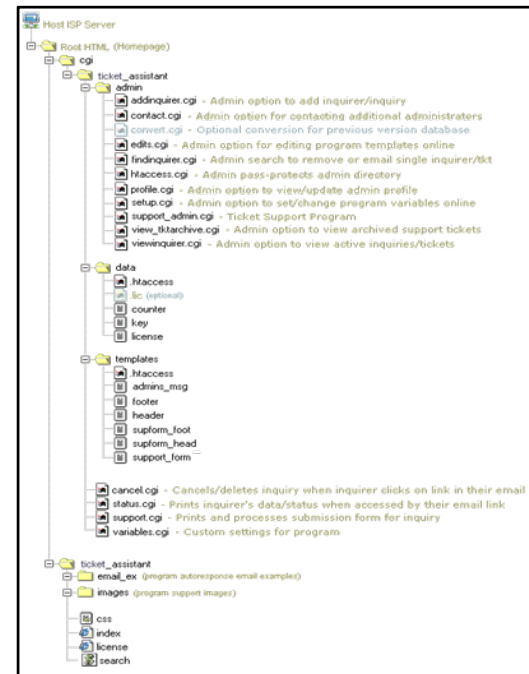 Host ISP Server
Root HTML (Homepage)
cgi
ticket_assistant
admin
addinquirer.cgi - Admin option to add inquirer/inquiry
contact.cgi - Admin option for contacting additional administraters
convert.cgi - Optional conversion for previous version database
edits.cgi - Admin option for editing program templates online
findinquirer.cgi - Admin search to remove or email single inquirer/tkt
htaccess.cgi - Admin pass-protects admin directory
profile.cgi - Admin option to view/update admin profile
setup.cgi - Admin option to set/change program variables online
support_admin.cgi - Ticket Support Program
view_tktarchive.cgi - Admin option to view archived support tickets
viewinquirer.cgi - Admin option to view active inquiries/tickets
data
.htaccess
.lic (optional)
counter
key
license
templates
.htaccess
admins_msg
footer
header
supform_foot
supform_head
support_form
cancel.cgi - Cancels/deletes inquiry when inquirer clicks on link in their email
status.cgi - Prints inquirer's data/status when accessed by their email link
support.cgi - Prints and processes submission form for inquiry
variables.cgi - Custom settings for program
ticket_assistant
email_ex (program autoresponse email examples)
images (program support images)
css
index
license
search